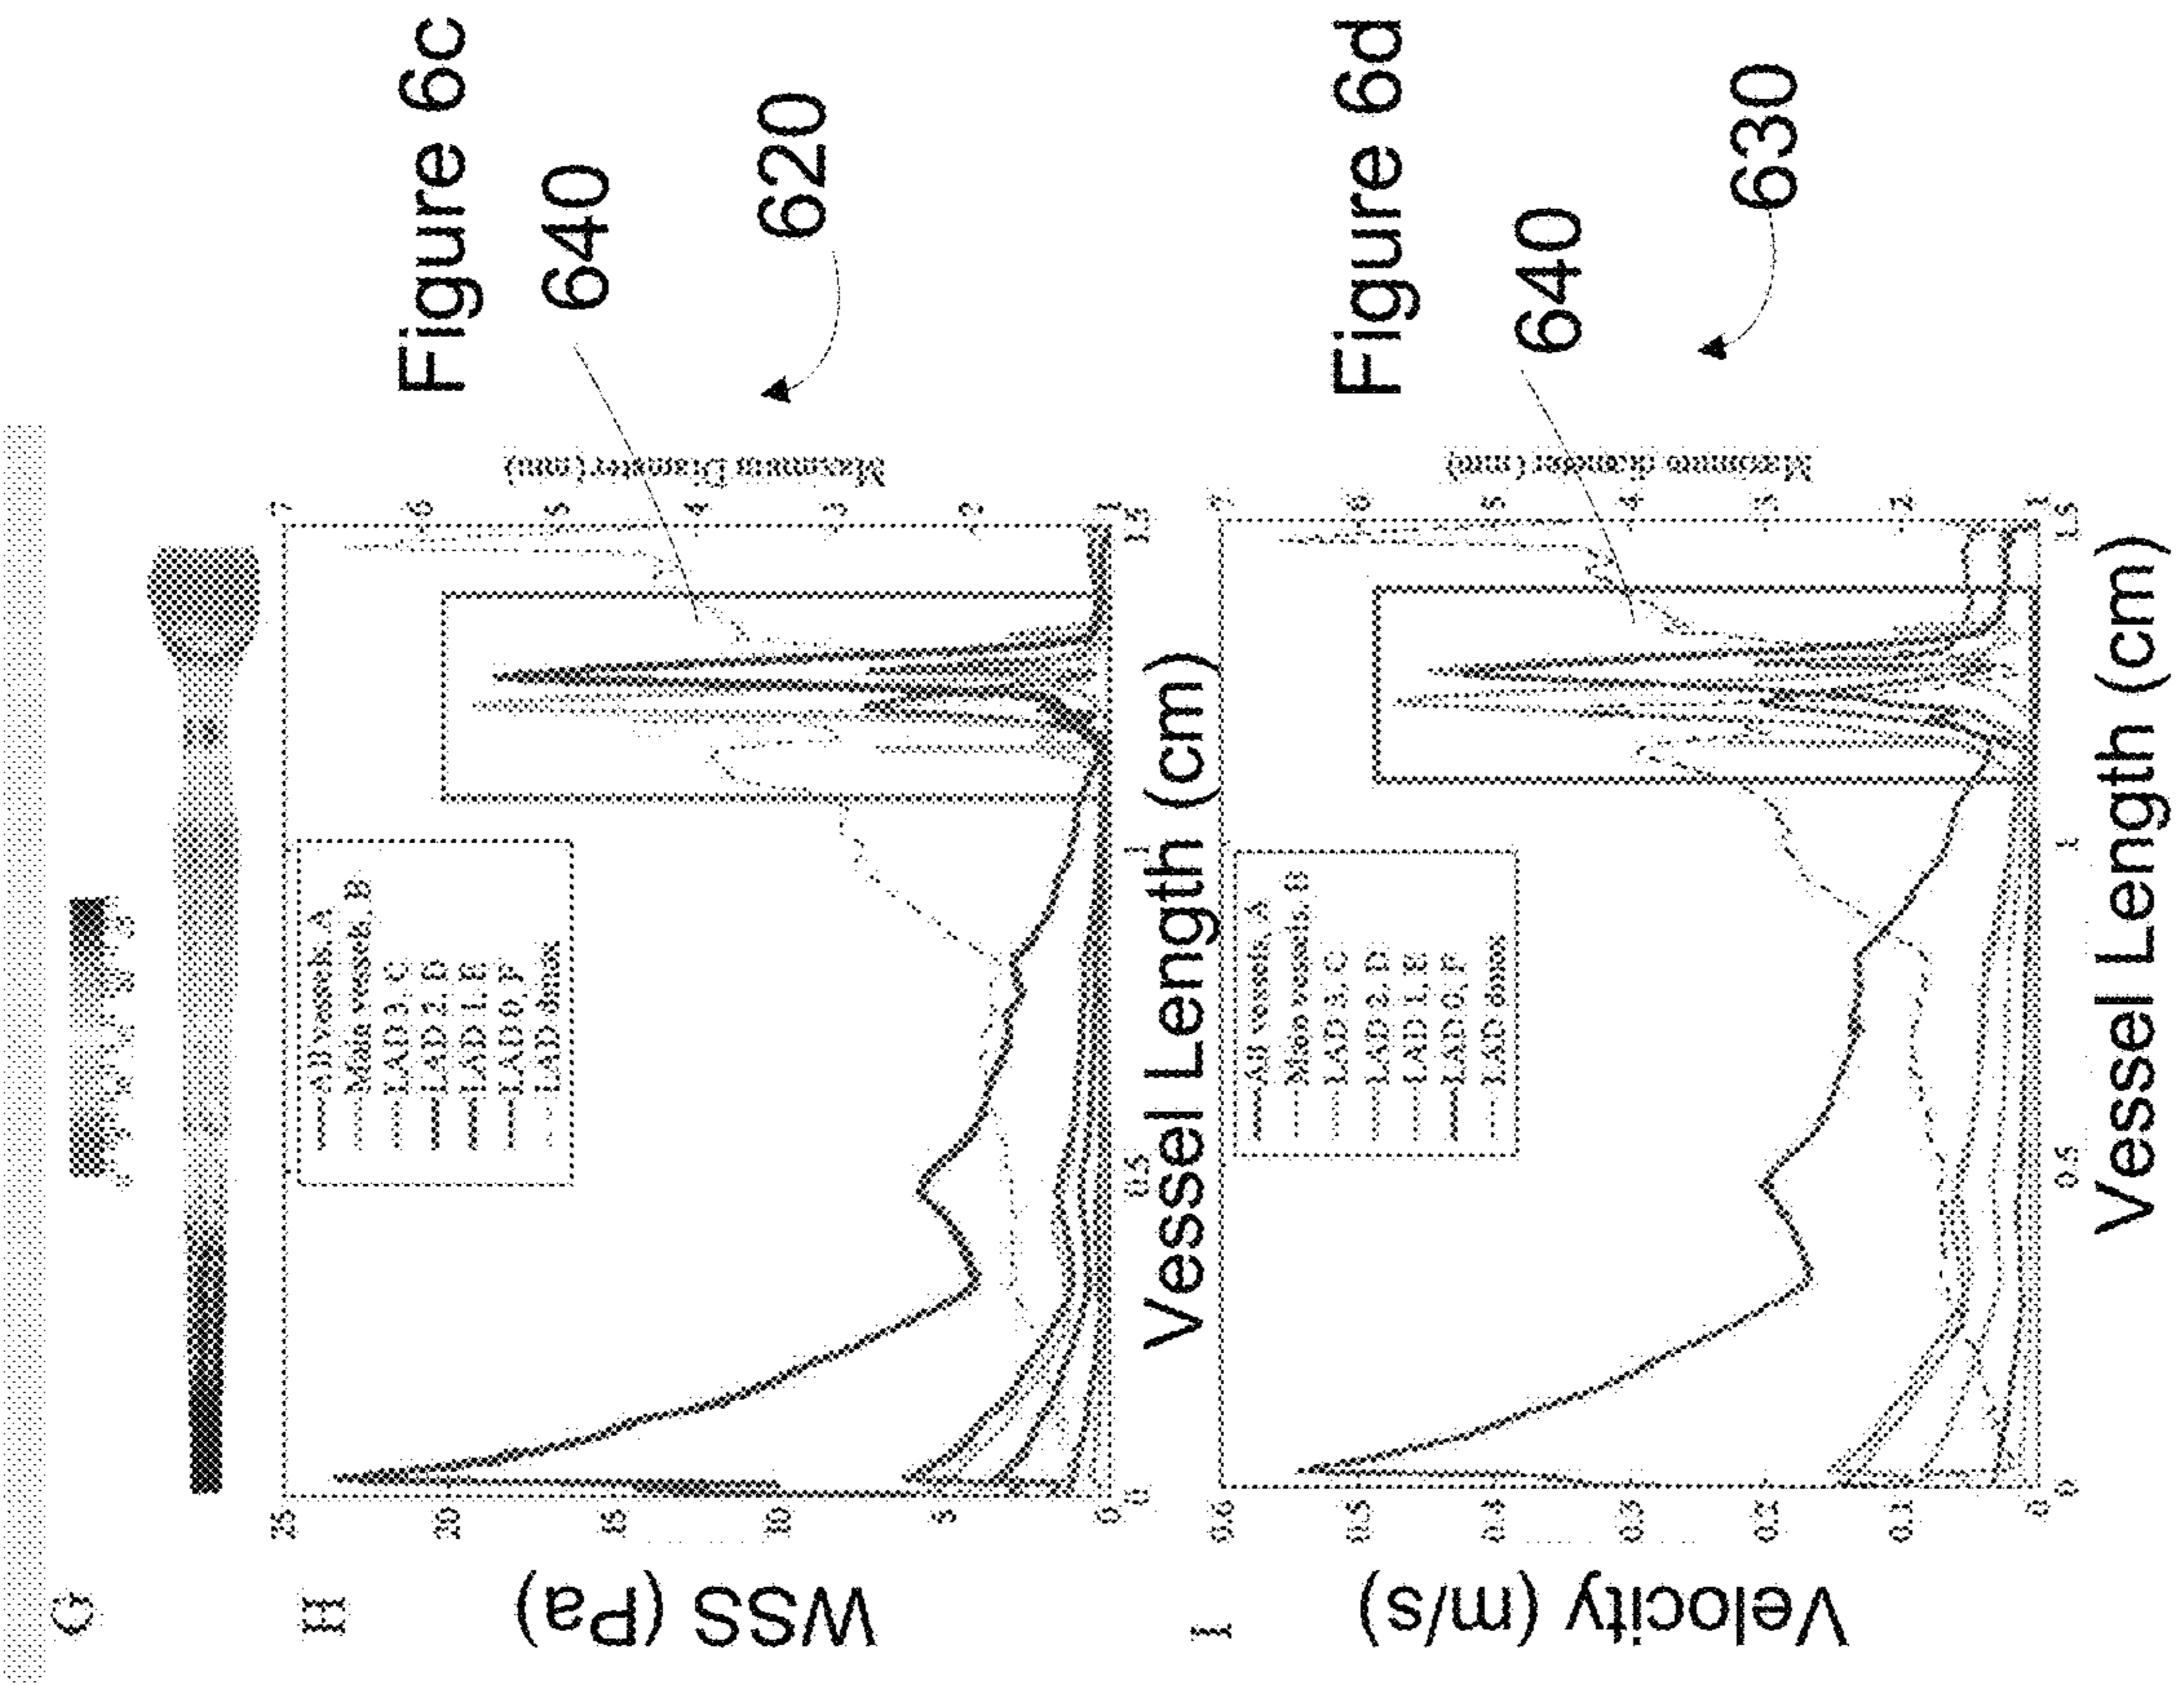 G
H
Figure 6c
640
620
All vessels, A
Main vessels, B
LAD 3, C
LAD 2, D
LAD 1, E
LAD 0, F
25
20
15
10
5
0
WSS (Pa)
7
6
5
4
3
2
1
Maximum Diameter (mm)
0
0.5
1
1.5
Vessel Length (cm)
I
Figure 6d
640
630
All vessels, A
Main vessels, B
LAD 3, C
LAD 2, D
LAD 1, E
LAD 0, F
0.6
0.5
0.4
0.3
0.2
0.1
0
Velocity (m/s)
7
6
5
4
3
2
1
Maximum diameter (mm)
0
0.5
1
1.5
Vessel Length (cm)